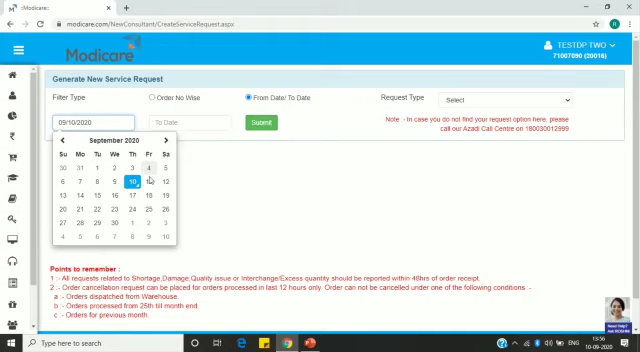 ::Modicare::
modicare.com/NewConsultant/CreateServiceRequest.aspx
Modicare
TESTDP TWO
71007090 (20016)
Generate New Service Request
Filter Type
Order No Wise
From Date/ To Date
Request Type
Select
09/10/2020
To Date
Submit
Note :- In case you do not find your request option here, please
call our Azadi Call Centre on 180030012999
September 2020
Su Mo Tu We Th Fr Sa
30 31 1 2 3 4 5
6 7 8 9 10 11 12
13 14 15 16 17 18 19
20 21 22 23 24 25 26
27 28 29 30 1 2 3
4 5 6 7 8 9 10
Points to remember :
1 :- All requests related to Shortage,Damage, Quality issue or Interchange/Excess quantity should be reported within 48hrs of order receipt.
2 :- Order cancellation request can be placed for orders processed in last 12 hours only. Order can not be cancelled under one of the following conditions :-
a :- Orders dispatched from Warehouse.
b :- Orders processed from 25th till month end.
c :- Orders for previous month.
Need Help?
Type here to search
ENG
13:56
10-09-2020